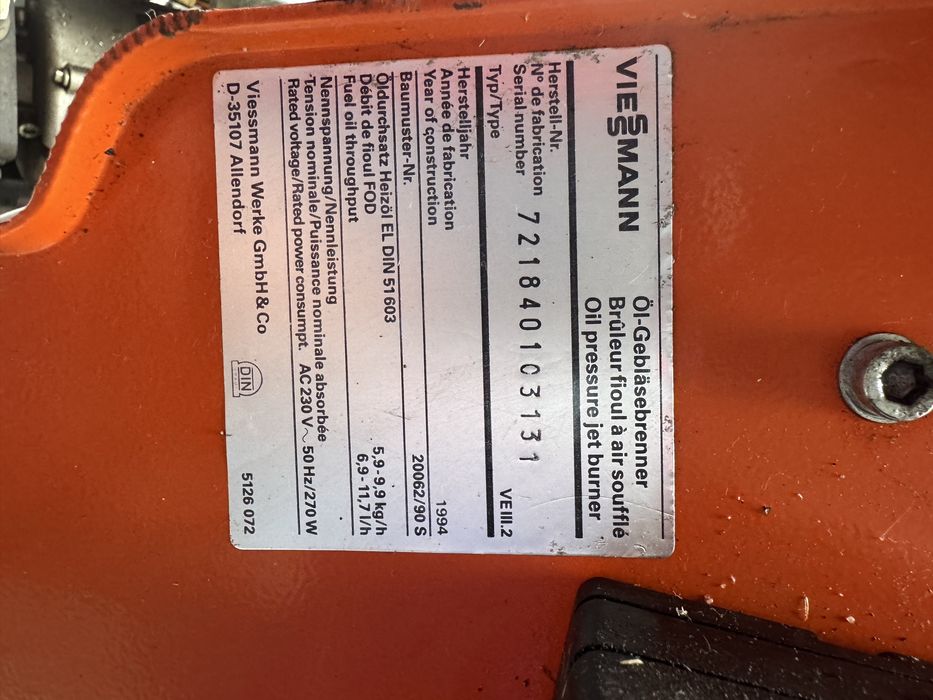 VIESSMANN
Öl-Gebläsebrenner
Brûleur fioul à air soufflé
Oil pressure jet burner
Herstell-Nr.
Nº de fabrication
Serial number
7218401031 31
Typ/Type VE III.2
Herstelljahr
Année de fabrication
Year of construction 1994
Baumuster-Nr. 20062/90 S
Öldurchsatz Heizöl EL DIN 51603
Débit de fioul FOD 5,9-9,9 kg/h
Fuel oil throughput 6,9-11,7 l/h
Nennspannung/Nennleistung
Tension nominale/Puissance nominale absorbée
Rated voltage/Rated power consumpt. AC 230 V~ 50 Hz/270 W
Viessmann Werke GmbH & Co
D-35107 Allendorf
DIN
5126 072